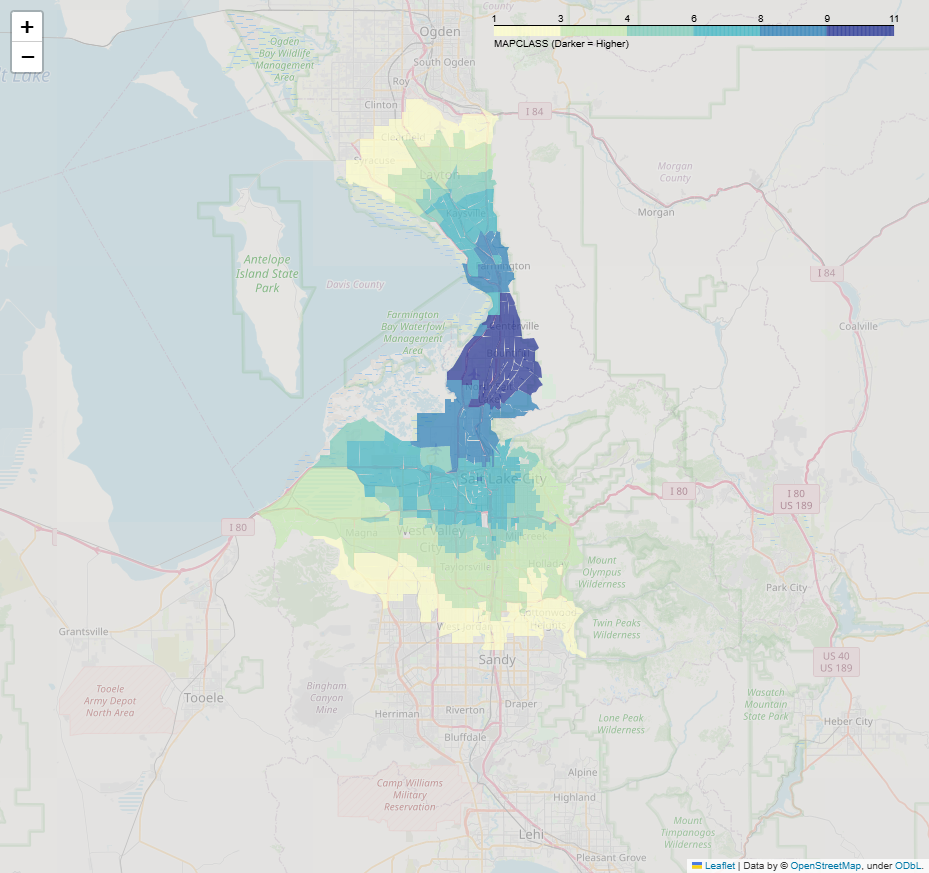 +
−
1 3 4 6 8 9 11
MAPCLASS (Darker = Higher)
County
Ogden
Ogden
Bay Wildlife
Management
Area
South Ogden
t Lake
Roy
Clinton
I 84
Clearfield
Syracuse
Layton
Morgan
County
Kaysville
Morgan
Antelope
Island State
Park
Davis County
I 84
Farmington
Bay Waterfowl
Management
Area
Coalville
Salt Lake City
I 80
I 80
US 189
I 80
Magna
West Valley
City
Millcreek
Taylorsville
Holladay
Mount
Olympus
Wilderness
Park City
Cottonwood
Heights
Twin Peaks
Wilderness
Grantsville
West Jordan
Sandy
US 40
US 189
Tooele
Army Depot
North Area
Tooele
Bingham
Canyon
Mine
Herriman
Riverton
Draper
Bluffdale
Lone Peak
Wilderness
Wasatch
Mountain
State Park
Heber City
Camp Williams
Military
Reservation
Alpine
Highland
Lehi
Mount
Timpanogos
Wilderness
Pleasant Grove
Leaflet | Data by © OpenStreetMap, under ODbL.